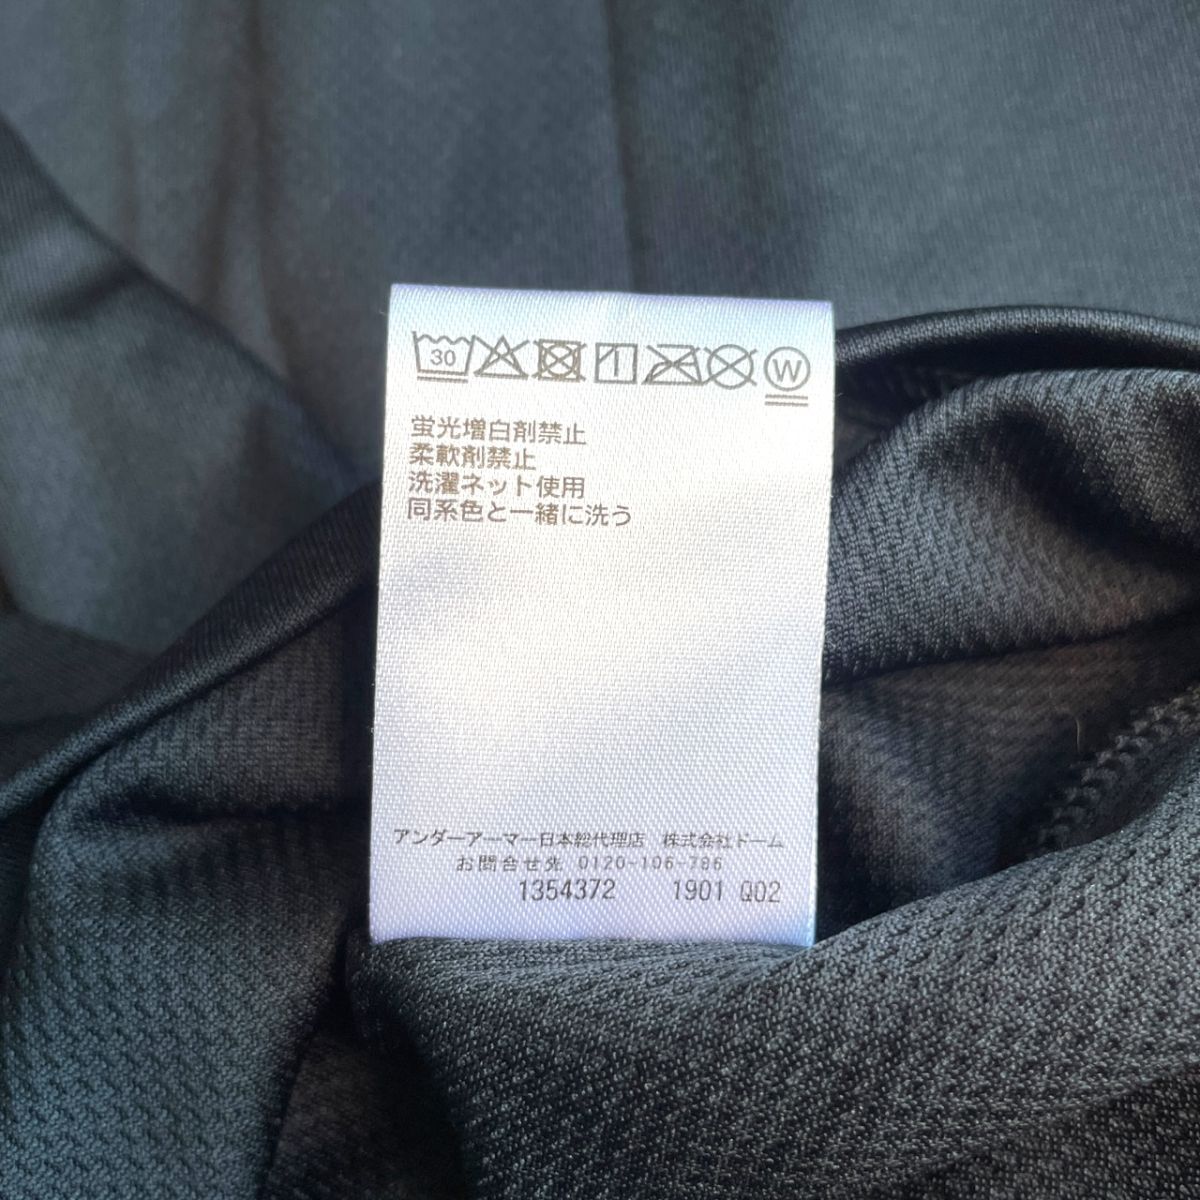 30 W
蛍光増白剤禁止
柔軟剤禁止
洗濯ネット使用
同系色と一緒に洗う
アンダーアーマー日本総代理店 株式会社ドーム
お問合せ先 0120-106-786
1354372 1901 Q02